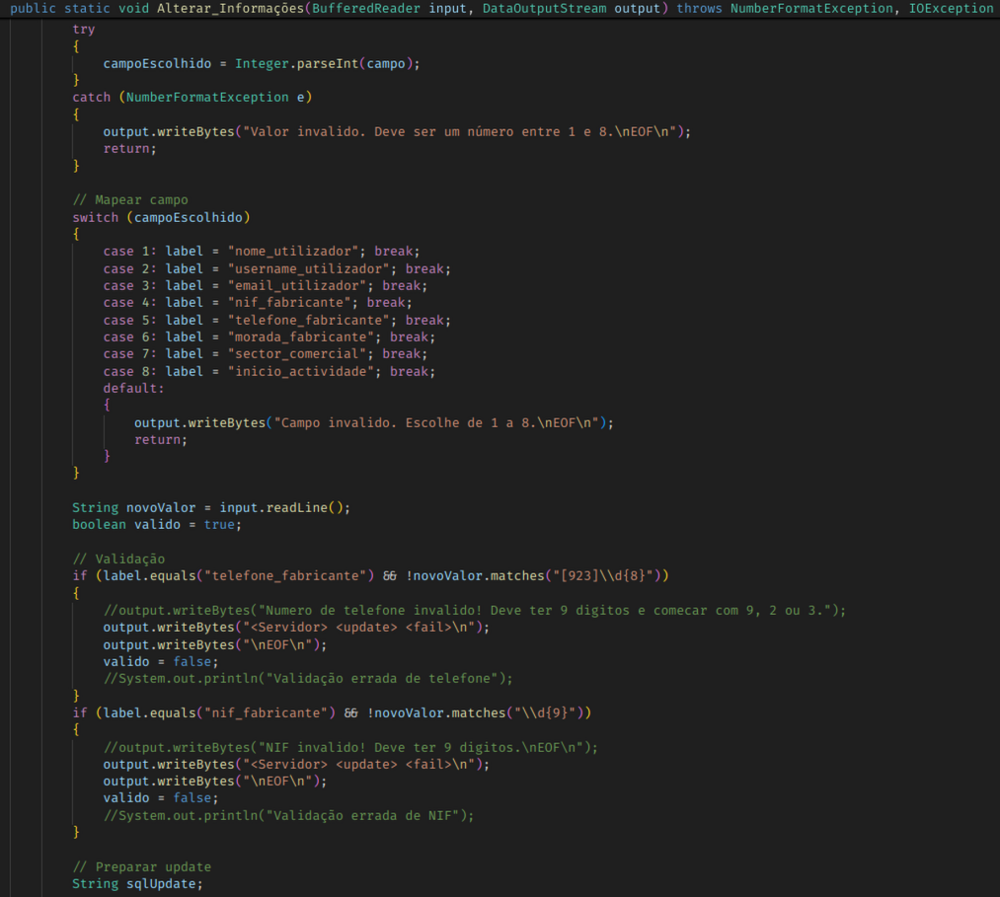 public static void Alterar_Informações(BufferedReader input, DataOutputStream output) throws NumberFormatException, IOException
try
{
campoEscolhido = Integer.parseInt(campo);
}
catch (NumberFormatException e)
{
output.writeBytes("Valor invalido. Deve ser um número entre 1 e 8.\nEOF\n");
return;
}
// Mapear campo
switch (campoEscolhido)
{
case 1: label = "nome_utilizador"; break;
case 2: label = "username_utilizador"; break;
case 3: label = "email_utilizador"; break;
case 4: label = "nif_fabricante"; break;
case 5: label = "telefone_fabricante"; break;
case 6: label = "morada_fabricante"; break;
case 7: label = "sector_comercial"; break;
case 8: label = "inicio_actividade"; break;
default:
{
output.writeBytes("Campo invalido. Escolhe de 1 a 8.\nEOF\n");
return;
}
}
String novoValor = input.readLine();
boolean valido = true;
// Validação
if (label.equals("telefone_fabricante") && !novoValor.matches("[923]\\d{8}"))
{
//output.writeBytes("Numero de telefone invalido! Deve ter 9 digitos e comecar com 9, 2 ou 3.");
output.writeBytes("<Servidor> <update> <fail>\n");
output.writeBytes("\nEOF\n");
valido = false;
//System.out.println("Validação errada de telefone");
}
if (label.equals("nif_fabricante") && !novoValor.matches("\\d{9}"))
{
//output.writeBytes("NIF invalido! Deve ter 9 digitos.\nEOF\n");
output.writeBytes("<Servidor> <update> <fail>\n");
output.writeBytes("\nEOF\n");
valido = false;
//System.out.println("Validação errada de NIF");
}
// Preparar update
String sqlUpdate;